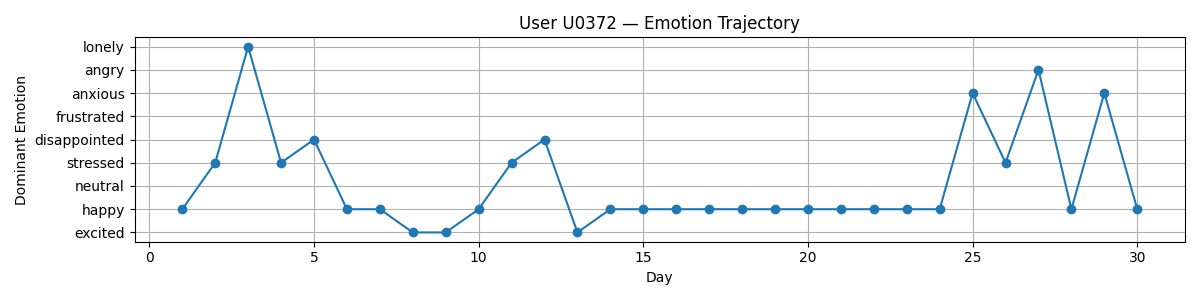 User U0372 — Emotion Trajectory
Dominant Emotion
lonely
angry
anxious
frustrated
disappointed
stressed
neutral
happy
excited
0 5 10 15 20 25 30
Day